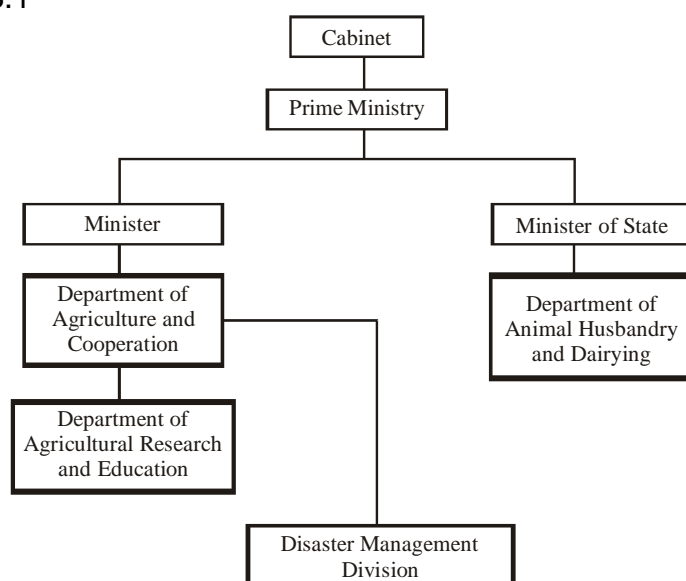 Cabinet
Prime Ministry
Minister
Minister of State
Department of
Agriculture and
Cooperation
Department of
Animal Husbandry
and Dairying
Department of
Agricultural Research
and Education
Disaster Management
Division